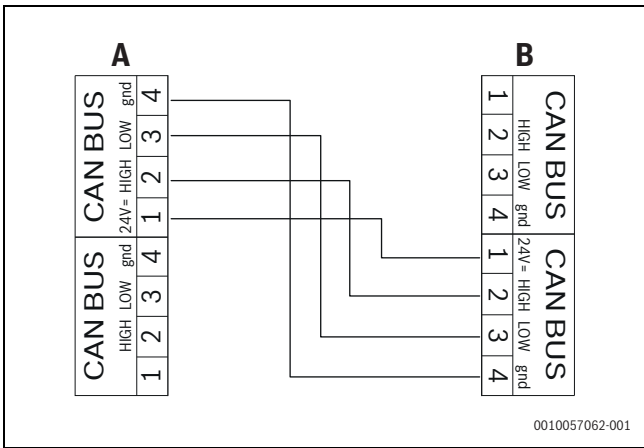 A
B
CAN BUS
24V= HIGH LOW gnd
4
3
2
1
CAN BUS
HIGH LOW gnd
4
3
2
1
CAN BUS
HIGH LOW gnd
1
2
3
4
CAN BUS
24V= HIGH LOW gnd
1
2
3
4
0010057062-001